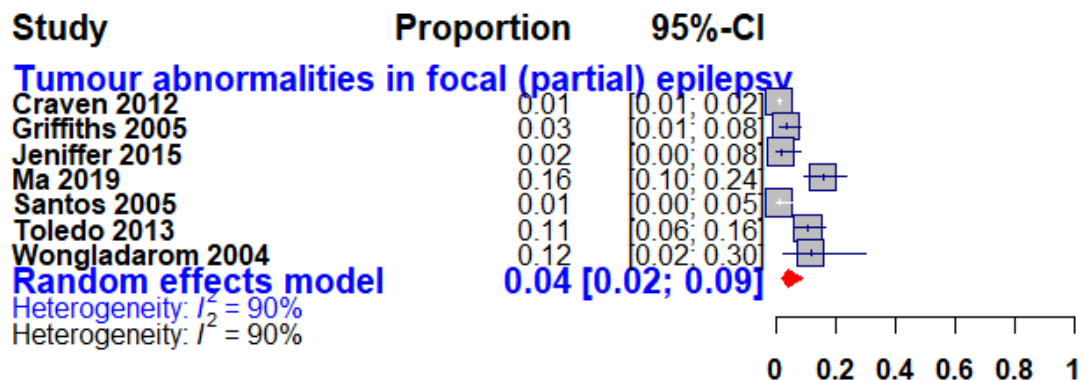 Study Proportion 95%-CI
Tumour abnormalities in focal (partial) epilepsy
Craven 2012 0.01 [0.01; 0.02]
Griffiths 2005 0.03 [0.01; 0.08]
Jeniffer 2015 0.02 [0.00; 0.08]
Ma 2019 0.16 [0.10; 0.24]
Santos 2005 0.01 [0.00; 0.05]
Toledo 2013 0.11 [0.06; 0.16]
Wongladarom 2004 0.12 [0.02; 0.30]
Random effects model 0.04 [0.02; 0.09]
Heterogeneity: I² = 90%
Heterogeneity: I² = 90%
0 0.2 0.4 0.6 0.8 1